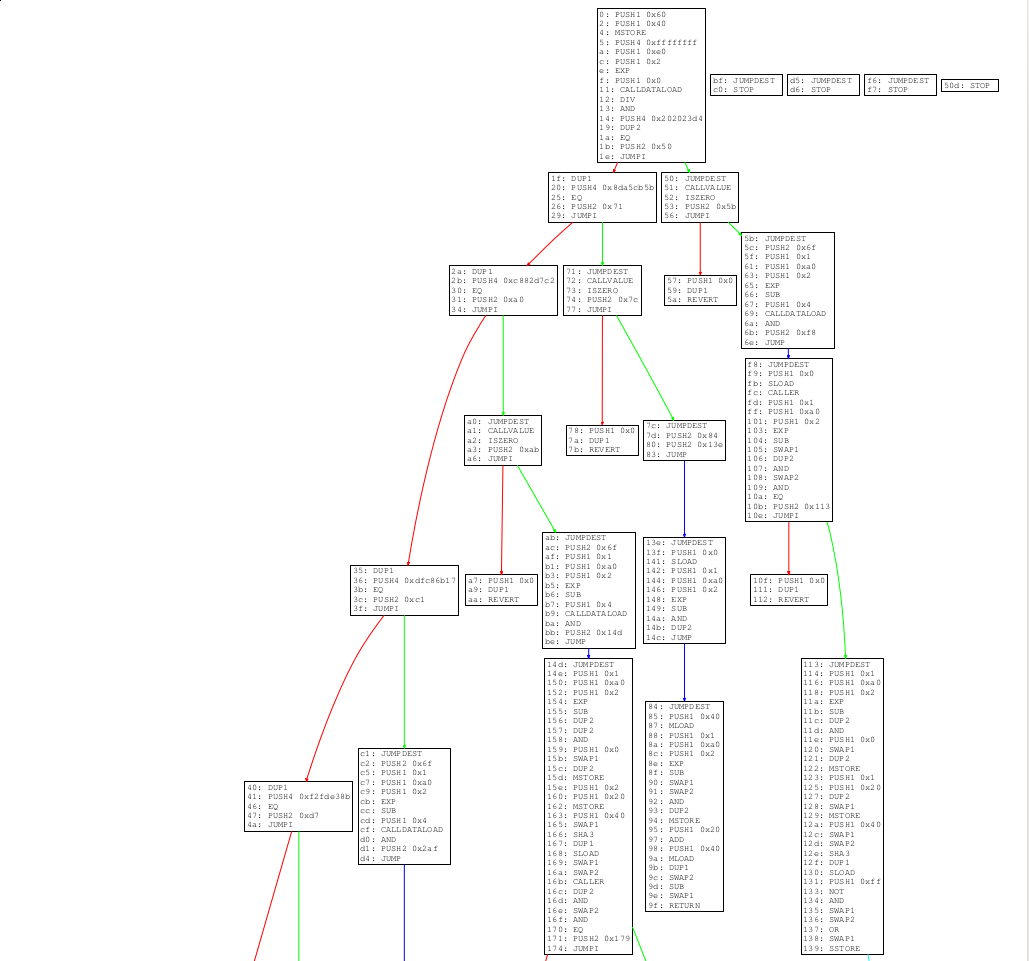 0: PUSH1 0x60
2: PUSH1 0x40
4: MSTORE
5: PUSH4 0xffffffff
a: PUSH1 0xe0
c: PUSH1 0x2
e: EXP
f: PUSH1 0x0
11: CALLDATALOAD
12: DIV
13: AND
14: PUSH4 0x202023d4
19: DUP2
1a: EQ
1b: PUSH2 0x50
1e: JUMPI
bf: JUMPDEST
c0: STOP
d5: JUMPDEST
d6: STOP
f6: JUMPDEST
f7: STOP
50d: STOP
1f: DUP1
20: PUSH4 0x8da5cb5b
25: EQ
26: PUSH2 0x71
29: JUMPI
50: JUMPDEST
51: CALLVALUE
52: ISZERO
53: PUSH2 0x5b
56: JUMPI
2a: DUP1
2b: PUSH4 0xc882d7c2
30: EQ
31: PUSH2 0xa0
34: JUMPI
71: JUMPDEST
72: CALLVALUE
73: ISZERO
74: PUSH2 0x7c
77: JUMPI
57: PUSH1 0x0
59: DUP1
5a: REVERT
5b: JUMPDEST
5c: PUSH2 0x6f
5f: PUSH1 0x1
61: PUSH1 0xa0
63: PUSH1 0x2
65: EXP
66: SUB
67: PUSH1 0x4
69: CALLDATALOAD
6a: AND
6b: PUSH2 0xf8
6e: JUMP
f8: JUMPDEST
f9: PUSH1 0x0
fb: SLOAD
fc: CALLER
fd: PUSH1 0x1
ff: PUSH1 0xa0
101: PUSH1 0x2
103: EXP
104: SUB
105: SWAP1
106: DUP2
107: AND
108: SWAP2
109: AND
10a: EQ
10b: PUSH2 0x113
10e: JUMPI
a0: JUMPDEST
a1: CALLVALUE
a2: ISZERO
a3: PUSH2 0xab
a6: JUMPI
78: PUSH1 0x0
7a: DUP1
7b: REVERT
7c: JUMPDEST
7d: PUSH2 0x84
80: PUSH2 0x13e
83: JUMP
35: DUP1
36: PUSH4 0xdfc86b17
3b: EQ
3c: PUSH2 0xc1
3f: JUMPI
a7: PUSH1 0x0
a9: DUP1
aa: REVERT
ab: JUMPDEST
ac: PUSH2 0x6f
af: PUSH1 0x1
b1: PUSH1 0xa0
b3: PUSH1 0x2
b5: EXP
b6: SUB
b7: PUSH1 0x4
b9: CALLDATALOAD
ba: AND
bb: PUSH2 0x14d
be: JUMP
13e: JUMPDEST
13f: PUSH1 0x0
141: SLOAD
142: PUSH1 0x1
144: PUSH1 0xa0
146: PUSH1 0x2
148: EXP
149: SUB
14a: AND
14b: DUP2
14c: JUMP
10f: PUSH1 0x0
111: DUP1
112: REVERT
40: DUP1
41: PUSH4 0xf2fde38b
46: EQ
47: PUSH2 0xd7
4a: JUMPI
c1: JUMPDEST
c2: PUSH2 0x6f
c5: PUSH1 0x1
c7: PUSH1 0xa0
c9: PUSH1 0x2
cb: EXP
cc: SUB
cd: PUSH1 0x4
cf: CALLDATALOAD
d0: AND
d1: PUSH2 0x2af
d4: JUMP
14d: JUMPDEST
14e: PUSH1 0x1
150: PUSH1 0xa0
152: PUSH1 0x2
154: EXP
155: SUB
156: DUP2
157: DUP2
158: AND
159: PUSH1 0x0
15b: SWAP1
15c: DUP2
15d: MSTORE
15e: PUSH1 0x2
160: PUSH1 0x20
162: MSTORE
163: PUSH1 0x40
165: SWAP1
166: SHA3
167: DUP1
168: SLOAD
169: SWAP1
16a: SWAP2
16b: CALLER
16c: DUP2
16d: AND
16e: SWAP2
16f: AND
170: EQ
171: PUSH2 0x179
174: JUMPI
84: JUMPDEST
85: PUSH1 0x40
87: MLOAD
88: PUSH1 0x1
8a: PUSH1 0xa0
8c: PUSH1 0x2
8e: EXP
8f: SUB
90: SWAP1
91: SWAP2
92: AND
93: DUP2
94: MSTORE
95: PUSH1 0x20
97: ADD
98: PUSH1 0x40
9a: MLOAD
9b: DUP1
9c: SWAP2
9d: SUB
9e: SWAP1
9f: RETURN
113: JUMPDEST
114: PUSH1 0x1
116: PUSH1 0xa0
118: PUSH1 0x2
11a: EXP
11b: SUB
11c: DUP2
11d: AND
11e: PUSH1 0x0
120: SWAP1
121: DUP2
122: MSTORE
123: PUSH1 0x1
125: PUSH1 0x20
127: DUP2
128: SWAP1
129: MSTORE
12a: PUSH1 0x40
12c: SWAP1
12d: SWAP2
12e: SHA3
12f: DUP1
130: SLOAD
131: PUSH1 0xff
133: NOT
134: AND
135: SWAP1
136: SWAP2
137: OR
138: SWAP1
139: SSTORE